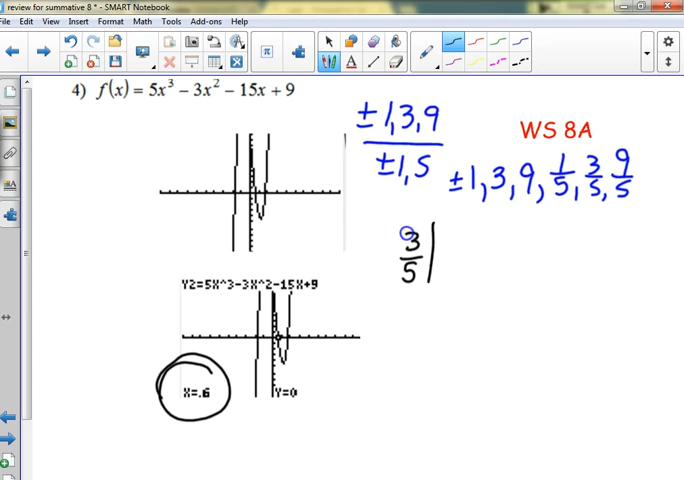 review for summative 8 * - SMART Notebook
File Edit View Insert Format Math Tools Add-ons Help
4) f(x) = 5x³ − 3x² − 15x + 9
±1,3,9
±1,5
WS 8A
±1,3,9, 1/5, 3/5, 9/5
3/5
Y2=5X^3-3X^2-15X+9
X=.6 Y=0